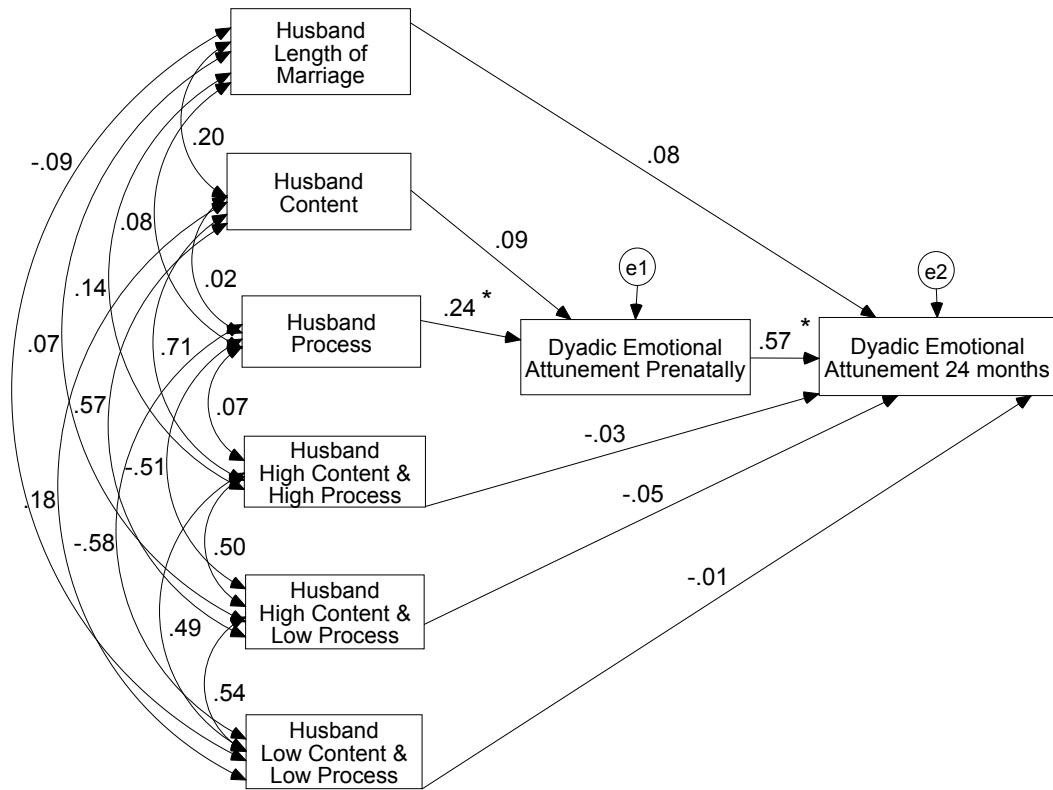 Husband
Length of
Marriage
.20
-.09
.08
Husband
Content
.08
.09
e1
e2
.02
.14
.24 *
Husband
Process
.57 *
Dyadic Emotional
Attunement Prenatally
Dyadic Emotional
Attunement 24 months
.07
.71
.57
.07
-.03
Husband
High Content &
High Process
-.51
.18
-.58
.50
-.05
-.01
Husband
High Content &
Low Process
.49
.54
Husband
Low Content &
Low Process